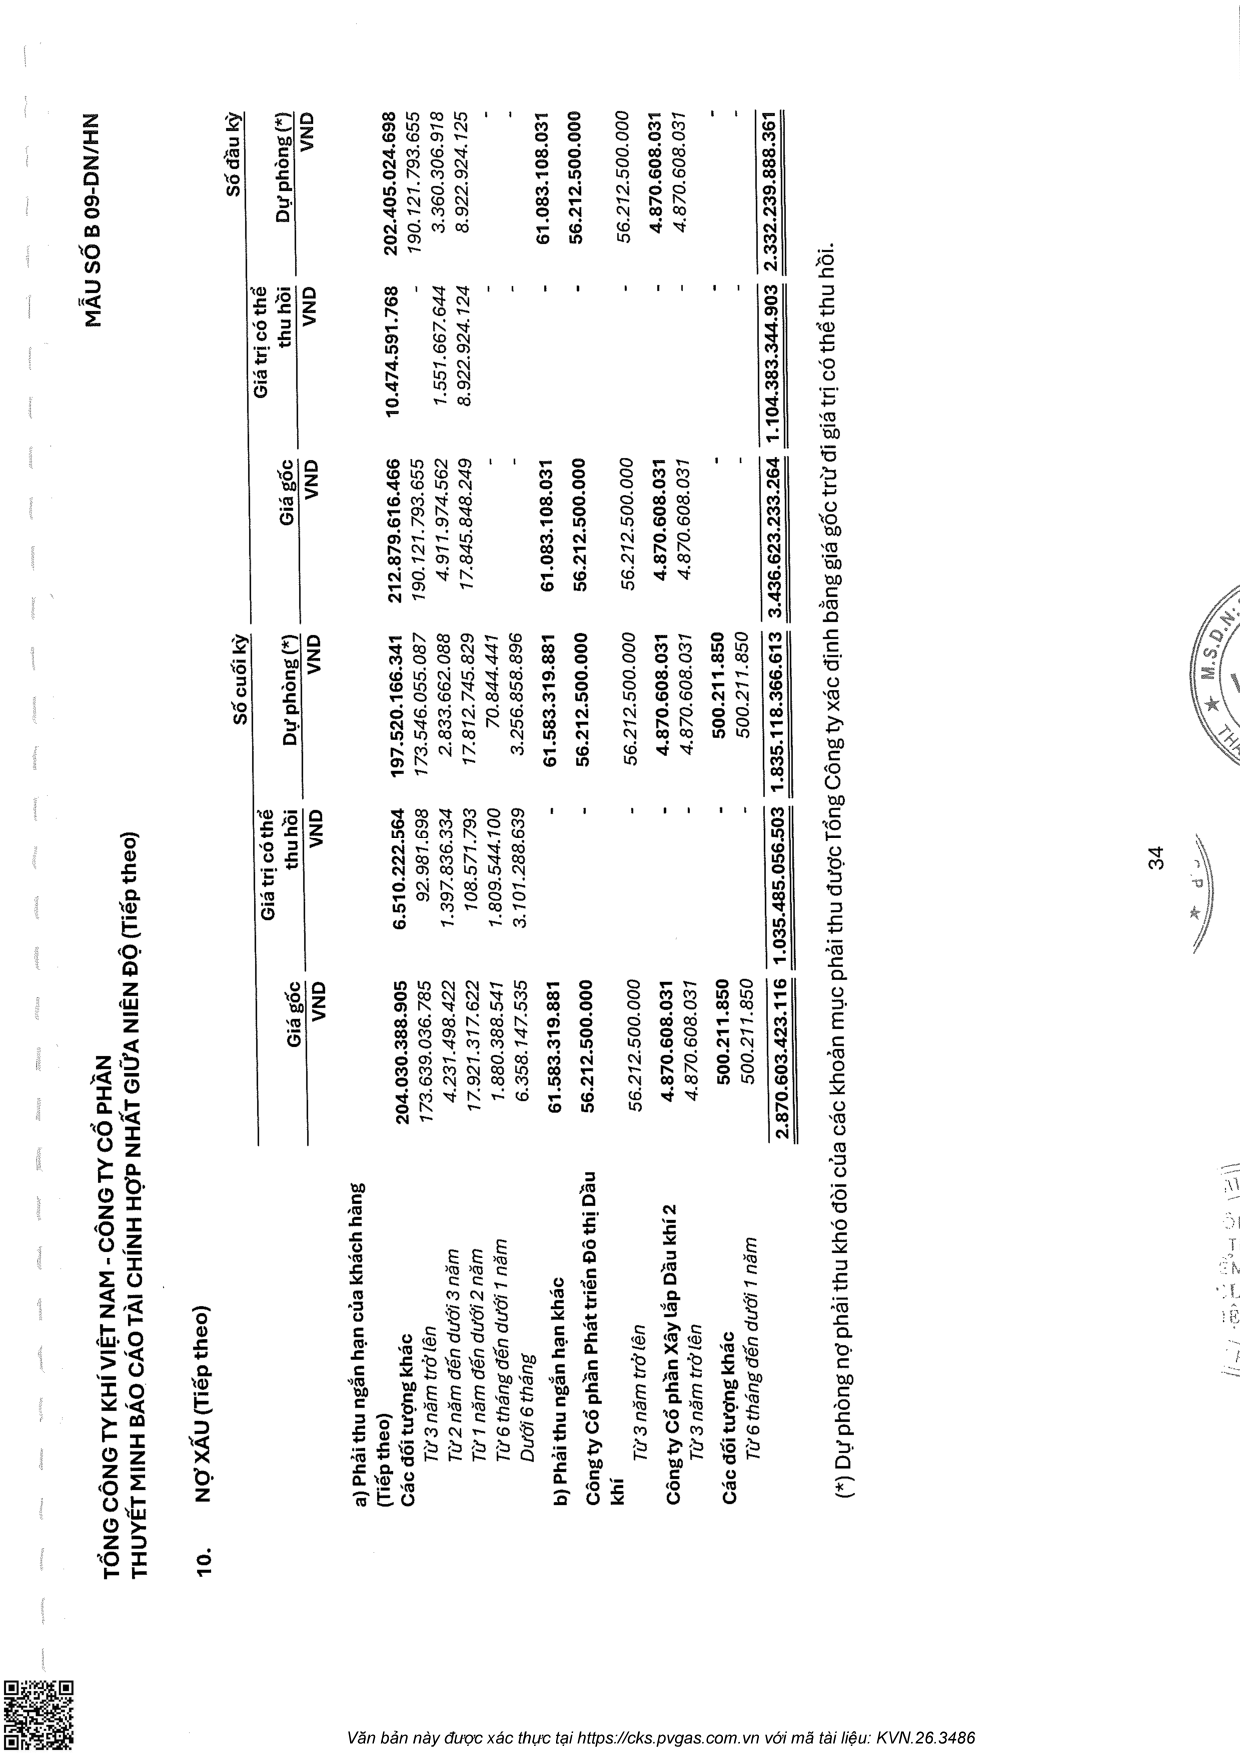 TỔNG CÔNG TY KHÍ VIỆT NAM - CÔNG TY CỔ PHẦN
THUYẾT MINH BÁO CÁO TÀI CHÍNH HỢP NHẤT GIỮA NIÊN ĐỘ (Tiếp theo)
MẪU SỐ B 09-DN/HN
10. NỢ XẤU (Tiếp theo)
Số cuối kỳ Số đầu kỳ
Giá gốc Giá trị có thể thu hồi Dự phòng (*) Giá gốc Giá trị có thể thu hồi Dự phòng (*)
VND VND VND VND VND VND
a) Phải thu ngắn hạn của khách hàng
(Tiếp theo)
Các đối tượng khác 204.030.388.905 6.510.222.564 197.520.166.341 212.879.616.466 10.474.591.768 202.405.024.698
Từ 3 năm trở lên 173.639.036.785 92.981.698 173.546.055.087 190.121.793.655 - 190.121.793.655
Từ 2 năm đến dưới 3 năm 4.231.498.422 1.397.836.334 2.833.662.088 4.911.974.562 1.551.667.644 3.360.306.918
Từ 1 năm đến dưới 2 năm 17.921.317.622 108.571.793 17.812.745.829 17.845.848.249 8.922.924.124 8.922.924.125
Từ 6 tháng đến dưới 1 năm 1.880.388.541 1.809.544.100 70.844.441 - - -
Dưới 6 tháng 6.358.147.535 3.101.288.639 3.256.858.896 - - -
b) Phải thu ngắn hạn khác 61.583.319.881 - 61.583.319.881 61.083.108.031 - 61.083.108.031
Công ty Cổ phần Phát triển Đô thị Dầu 56.212.500.000 - 56.212.500.000 56.212.500.000 - 56.212.500.000
khí
Từ 3 năm trở lên 56.212.500.000 - 56.212.500.000 56.212.500.000 - 56.212.500.000
Công ty Cổ phần Xây lắp Dầu khí 2 4.870.608.031 - 4.870.608.031 4.870.608.031 - 4.870.608.031
Từ 3 năm trở lên 4.870.608.031 - 4.870.608.031 4.870.608.031 - 4.870.608.031
Các đối tượng khác 500.211.850 - 500.211.850 - - -
Từ 6 tháng đến dưới 1 năm 500.211.850 - 500.211.850 - - -
2.870.603.423.116 1.035.485.056.503 1.835.118.366.613 3.436.623.233.264 1.104.383.344.903 2.332.239.888.361
(*) Dự phòng nợ phải thu khó đòi của các khoản mục phải thu được Tổng Công ty xác định bằng giá gốc trừ đi giá trị có thể thu hồi.
34
★ M.S.D.N:
Văn bản này được xác thực tại https://cks.pvgas.com.vn với mã tài liệu: KVN.26.3486